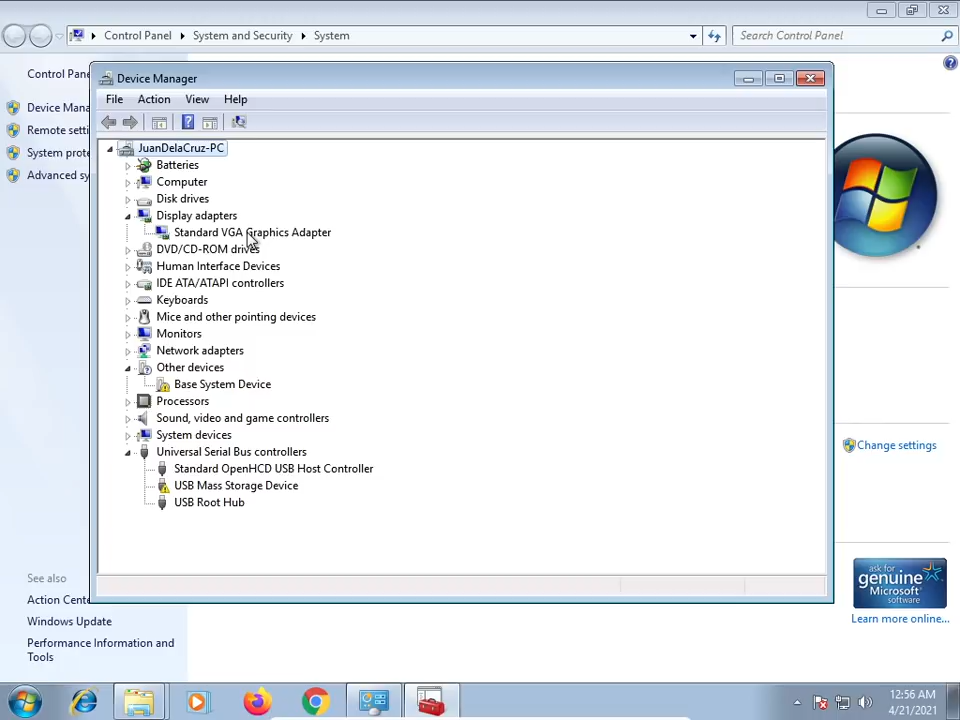 Control Panel
System and Security
System
Search Control Panel
Control Pane
Device Mana
Remote setti
System prote
Advanced sy
Device Manager
File
Action
View
Help
JuanDelaCruz-PC
Batteries
Computer
Disk drives
Display adapters
Standard VGA Graphics Adapter
DVD/CD-ROM drives
Human Interface Devices
IDE ATA/ATAPI controllers
Keyboards
Mice and other pointing devices
Monitors
Network adapters
Other devices
Base System Device
Processors
Sound, video and game controllers
System devices
Universal Serial Bus controllers
Standard OpenHCD USB Host Controller
USB Mass Storage Device
USB Root Hub
Change settings
ask for
genuine
Microsoft
software
Learn more online...
See also
Action Cente
Windows Update
Performance Information and
Tools
12:56 AM
4/21/2021